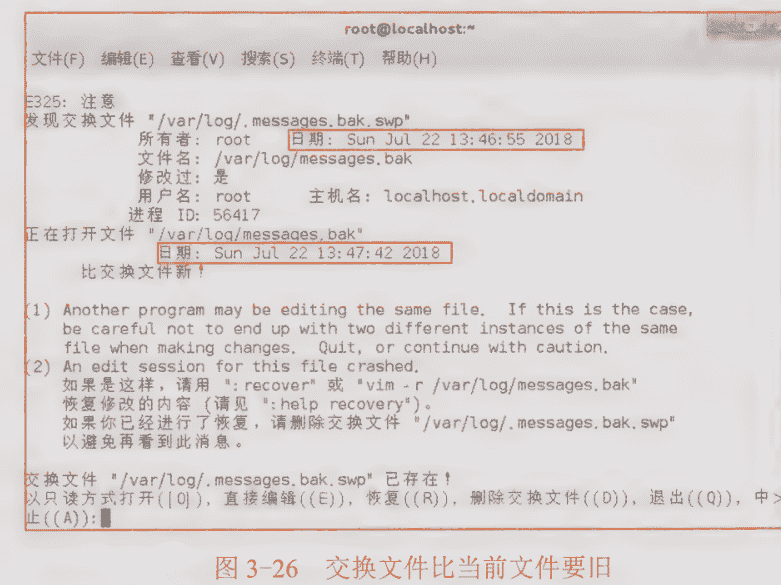 root@localhost:~
文件(F) 编辑(E) 查看(V) 搜索(S) 终端(T) 帮助(H)
E325: 注意
发现交换文件 "/var/log/.messages.bak.swp"
所有者: root 日期: Sun Jul 22 13:46:55 2018
文件名: /var/log/messages.bak
修改过: 是
用户名: root 主机名: localhost.localdomain
进程 ID: 56417
正在打开文件 "/var/log/messages.bak"
日期: Sun Jul 22 13:47:42 2018
比交换文件新！
(1) Another program may be editing the same file.  If this is the case,
be careful not to end up with two different instances of the same
file when making changes.  Quit, or continue with caution.
(2) An edit session for this file crashed.
如果是这样，请用 ":recover" 或 "vim -r /var/log/messages.bak"
恢复修改的内容 (请见 ":help recovery")。
如果你已经进行了恢复，请删除交换文件 "/var/log/.messages.bak.swp"
以避免再看到此消息。
交换文件 "/var/log/.messages.bak.swp" 已存在！
以只读方式打开([O]), 直接编辑((E)), 恢复((R)), 删除交换文件((D)), 退出((Q)), 中>
止((A)):
图 3-26 交换文件比当前文件要旧